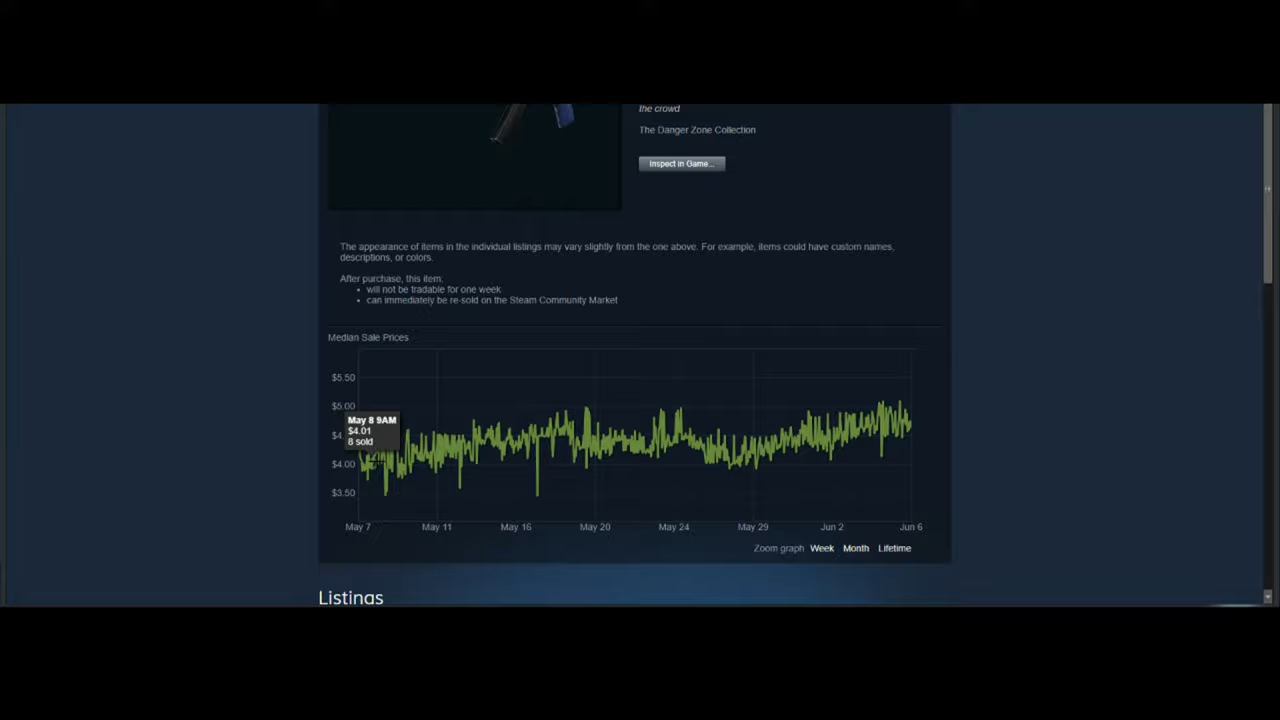 the crowd
The Danger Zone Collection
Inspect in Game...
The appearance of items in the individual listings may vary slightly from the one above. For example, items could have custom names,
descriptions, or colors.
After purchase, this item:
• will not be tradable for one week
• can immediately be re-sold on the Steam Community Market
Median Sale Prices
$5.50
$5.00
May 8 9AM
$4.01
8 sold
$4.00
$3.50
May 7 May 11 May 16 May 20 May 24 May 29 Jun 2 Jun 6
Zoom graph Week Month Lifetime
Listings